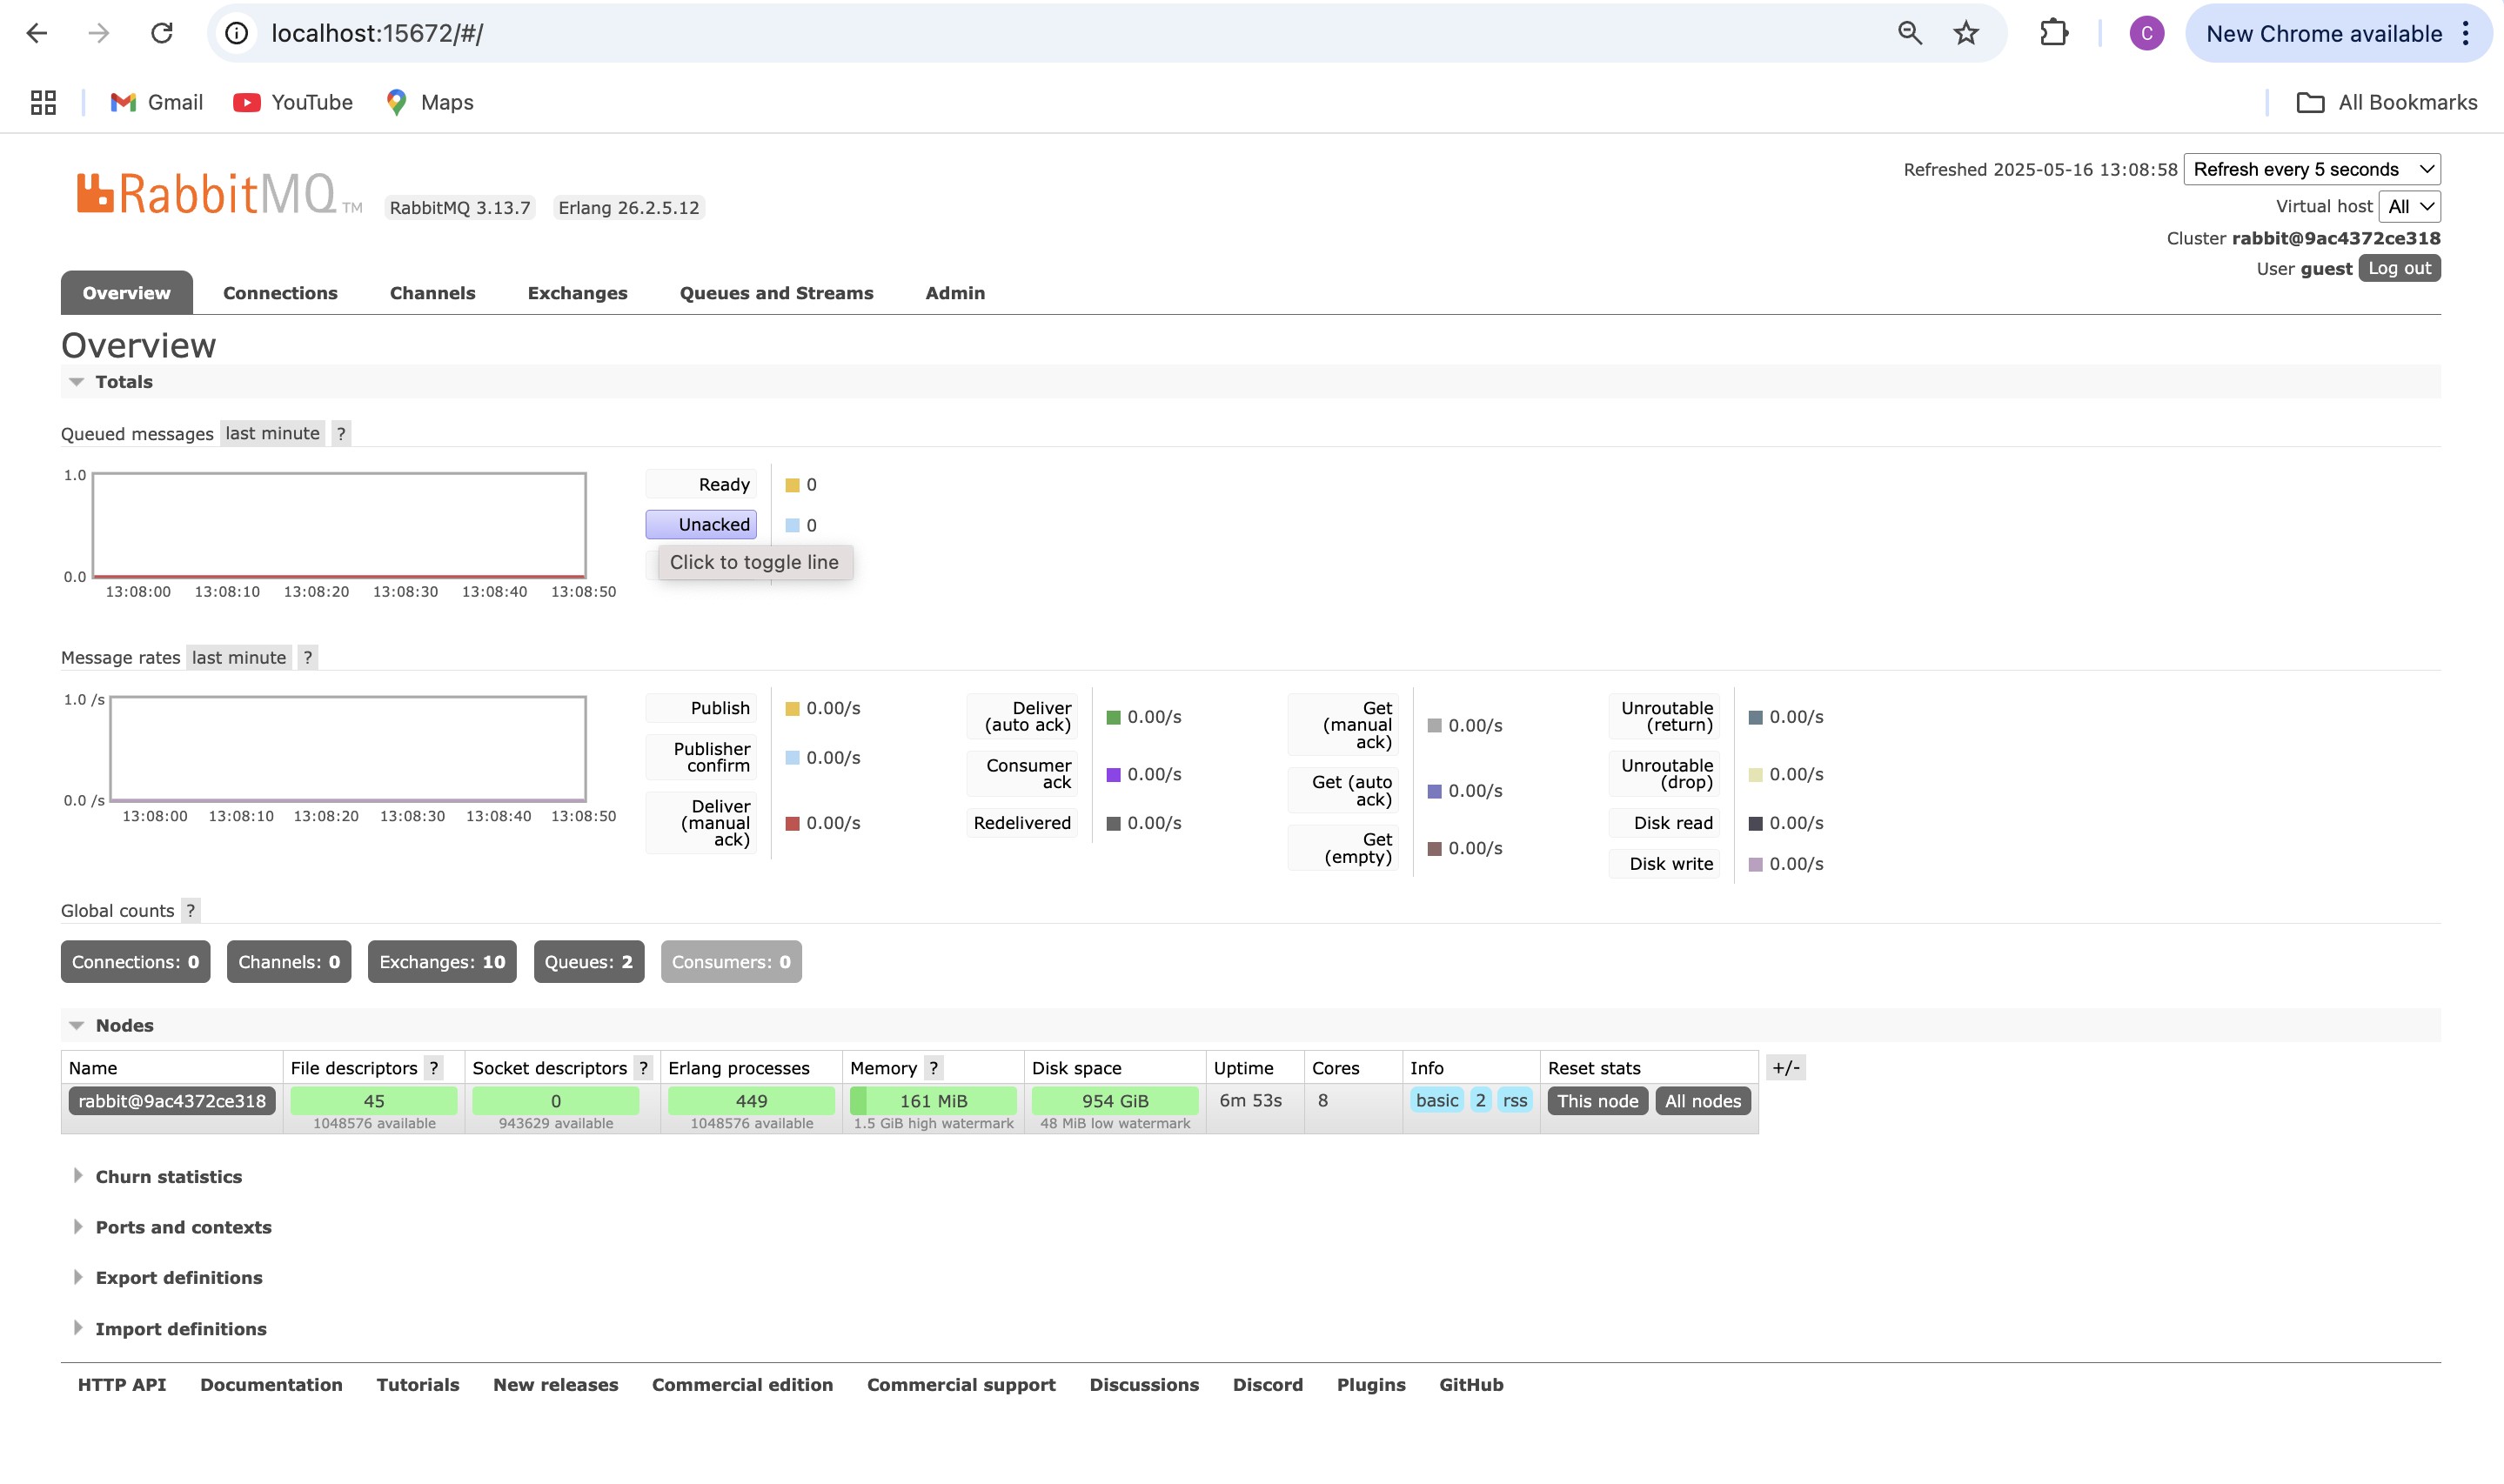 localhost:15672/#/
C
New Chrome available
Gmail
YouTube
Maps
All Bookmarks
RabbitMQ TM
RabbitMQ 3.13.7
Erlang 26.2.5.12
Refreshed 2025-05-16 13:08:58
Refresh every 5 seconds
Virtual host
All
Cluster rabbit@9ac4372ce318
User guest
Log out
Overview
Connections
Channels
Exchanges
Queues and Streams
Admin
Overview
Totals
Queued messages last minute ?
1.0
0.0
13:08:00 13:08:10 13:08:20 13:08:30 13:08:40 13:08:50
Ready 0
Unacked 0
Click to toggle line
Message rates last minute ?
1.0 /s
0.0 /s
13:08:00 13:08:10 13:08:20 13:08:30 13:08:40 13:08:50
Publish 0.00/s
Publisher
confirm 0.00/s
Deliver
(manual 0.00/s
ack)
Deliver
(auto ack) 0.00/s
Consumer
ack 0.00/s
Redelivered 0.00/s
Get
(manual 0.00/s
ack)
Get (auto
ack) 0.00/s
Get
(empty) 0.00/s
Unroutable
(return) 0.00/s
Unroutable
(drop) 0.00/s
Disk read 0.00/s
Disk write 0.00/s
Global counts ?
Connections: 0
Channels: 0
Exchanges: 10
Queues: 2
Consumers: 0
Nodes
Name File descriptors ? Socket descriptors ? Erlang processes Memory ? Disk space Uptime Cores Info Reset stats +/-
rabbit@9ac4372ce318 45 0 449 161 MiB 954 GiB 6m 53s 8 basic 2 rss This node All nodes
1048576 available 943629 available 1048576 available 1.5 GiB high watermark 48 MiB low watermark
Churn statistics
Ports and contexts
Export definitions
Import definitions
HTTP API
Documentation
Tutorials
New releases
Commercial edition
Commercial support
Discussions
Discord
Plugins
GitHub